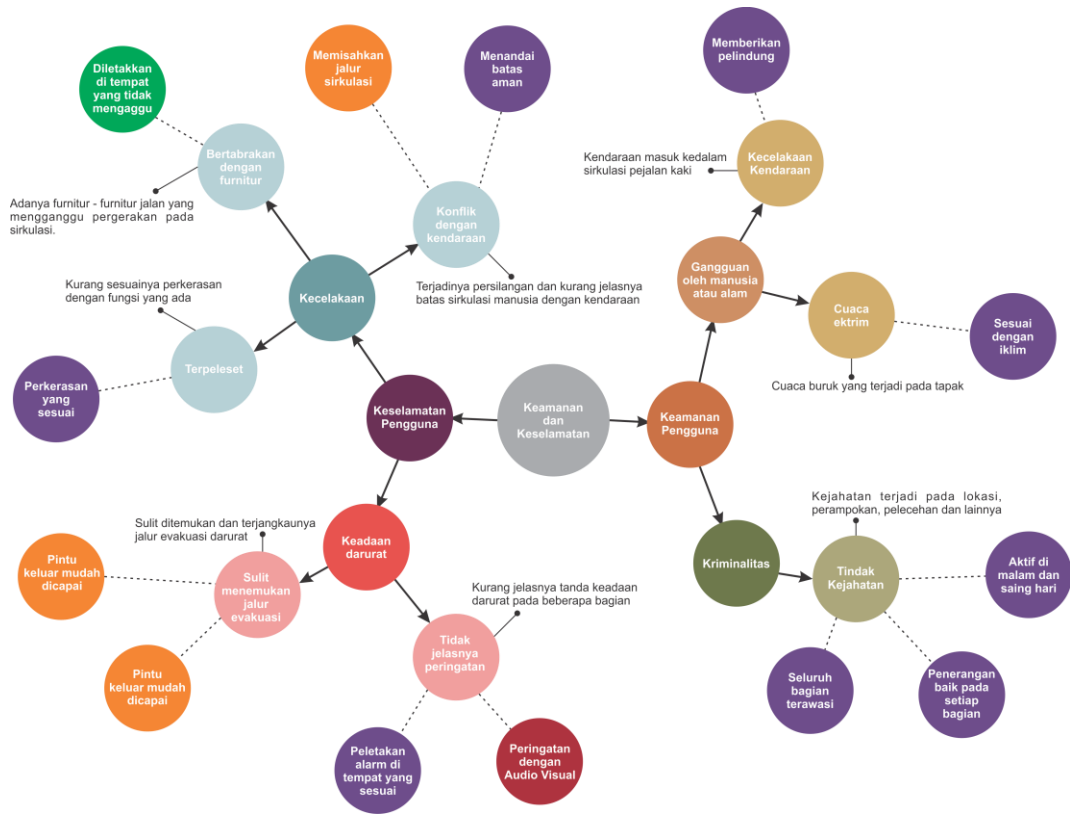 Memberikan
pelindung
Memisahkan
jalur
sirkulasi
Menandai
batas
aman
Diletakkan
di tempat
yang tidak
mengaggu
Bertabrakan
dengan
furnitur
Kendaraan masuk kedalam
sirkulasi pejalan kaki
Kecelakaan
Kendaraan
Adanya furnitur - furnitur jalan yang
mengganggu pergerakan pada
sirkulasi.
Konflik
dengan
kendaraan
Gangguan
oleh manusia
atau alam
Kurang sesuainya perkerasan
dengan fungsi yang ada
Kecelakaan
Terjadinya persilangan dan kurang jelasnya
batas sirkulasi manusia dengan kendaraan
Cuaca
ektrim
Sesuai
dengan
iklim
Terpeleset
Perkerasan
yang
sesuai
Cuaca buruk yang terjadi pada tapak
Keselamatan
Pengguna
Keamanan
dan
Keselamatan
Keamanan
Pengguna
Kejahatan terjadi pada lokasi,
perampokan, pelecehan dan lainnya
Sulit ditemukan dan terjangkaunya
jalur evakuasi darurat
Keadaan
darurat
Kriminalitas
Tindak
Kejahatan
Aktif di
malam dan
saing hari
Pintu
keluar mudah
dicapai
Sulit
menemukan
jalur
evakuasi
Kurang jelasnya tanda keadaan
darurat pada beberapa bagian
Tidak
jelasnya
peringatan
Pintu
keluar mudah
dicapai
Seluruh
bagian
terawasi
Penerangan
baik pada
setiap
bagian
Peletakan
alarm di
tempat yang
sesuai
Peringatan
dengan
Audio Visual